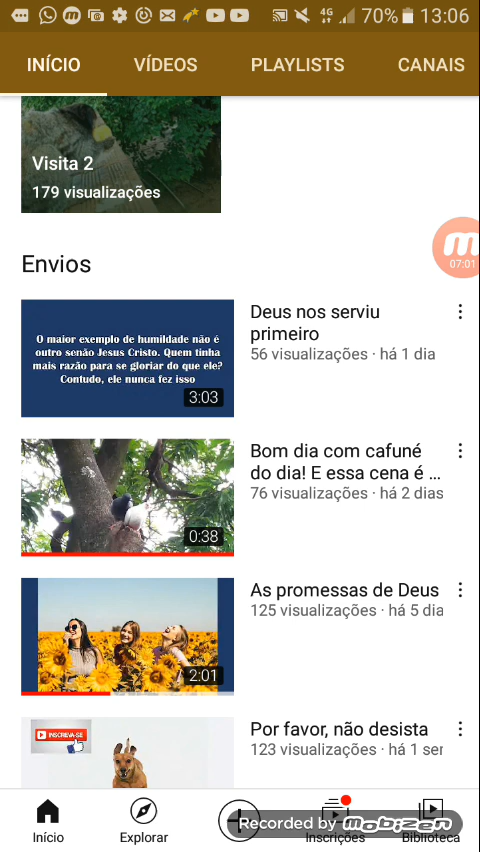 4G 70% 13:06
INÍCIO VÍDEOS PLAYLISTS CANAIS
Visita 2
179 visualizações
07:01
Envios
O maior exemplo de humildade não é
outro senão Jesus Cristo. Quem tinha
mais razão para se gloriar do que ele?
Contudo, ele nunca fez isso
3:03
Deus nos serviu
primeiro
56 visualizações · há 1 dia
0:38
Bom dia com cafuné
do dia! E essa cena é ...
76 visualizações · há 2 dias
2:01
As promessas de Deus
125 visualizações · há 5 dia
INSCREVA-SE
Por favor, não desista
123 visualizações · há 1 ser
Início Explorar Inscrições Biblioteca
Recorded by mobizen